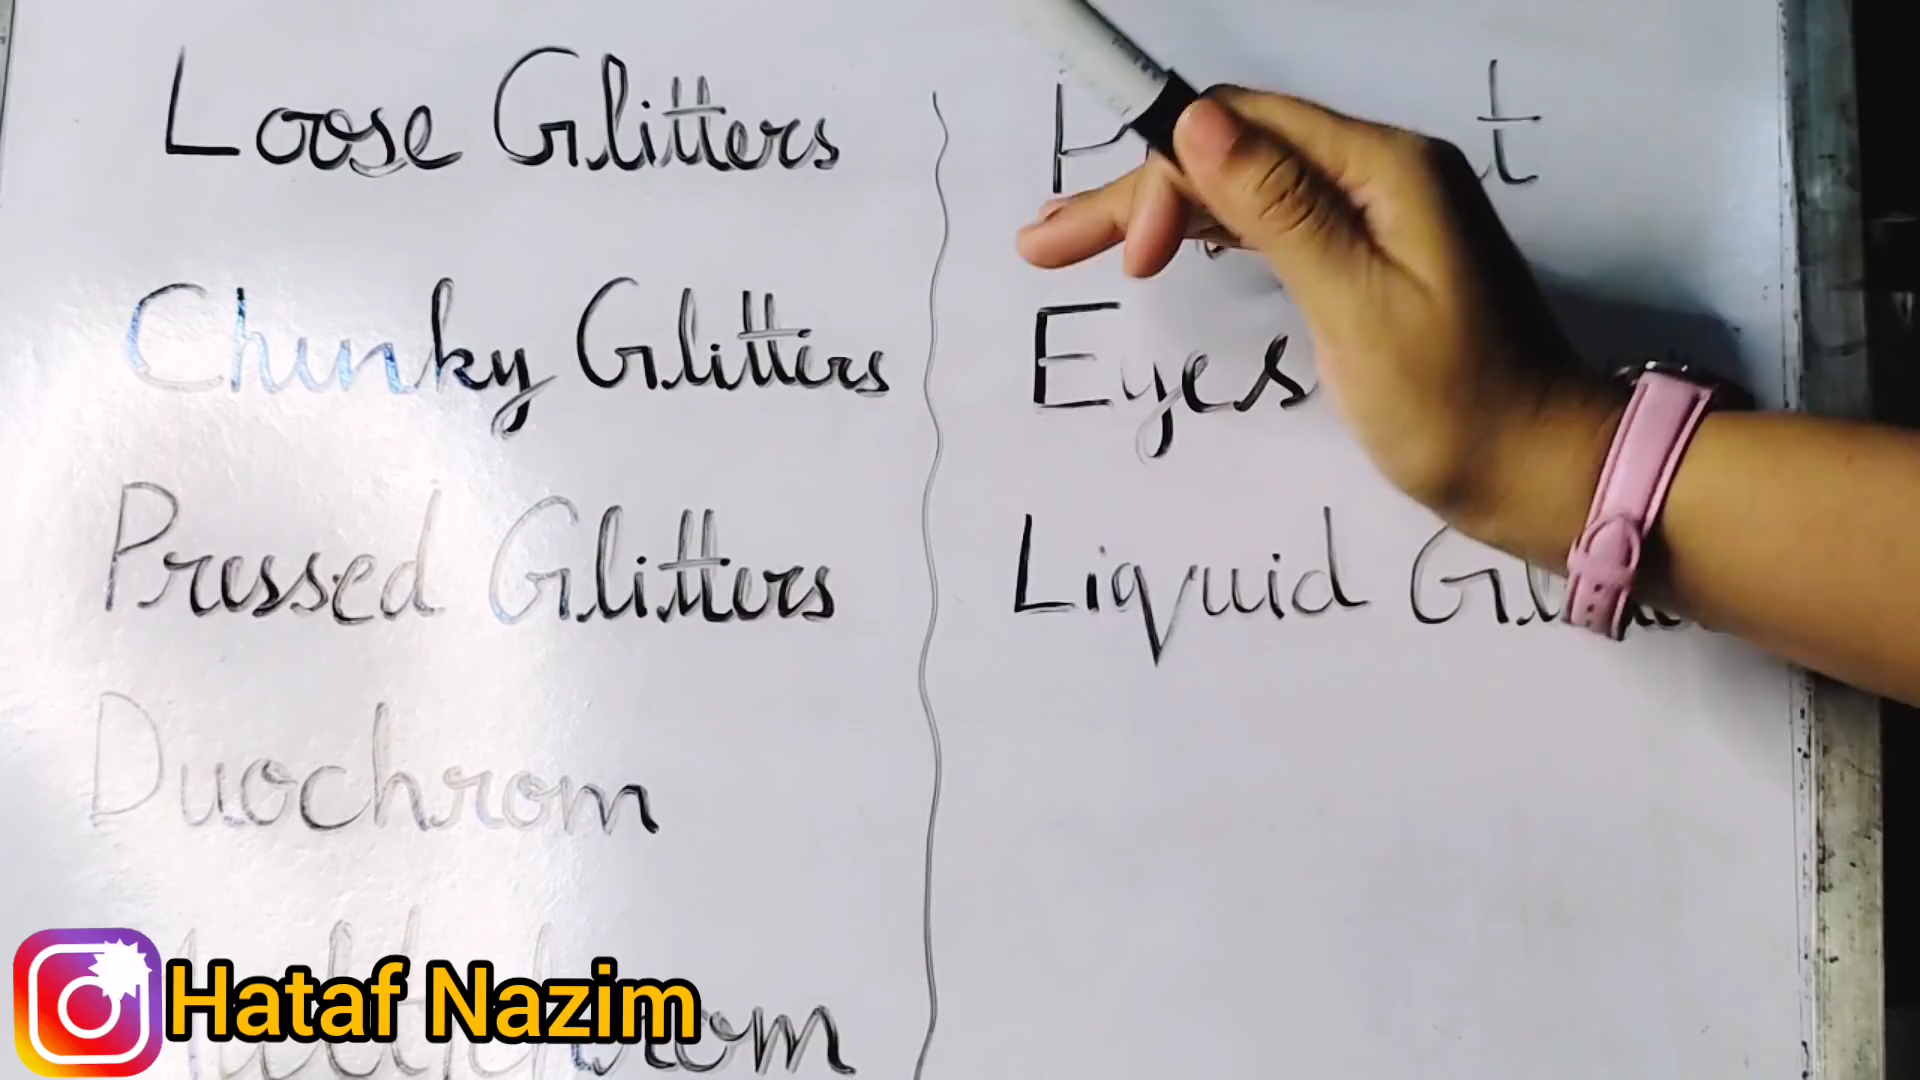 Loose Glitters
Chunky Glitters
Pressed Glitters
Duochrom
Eyes
Liquid
Hataf Nazim